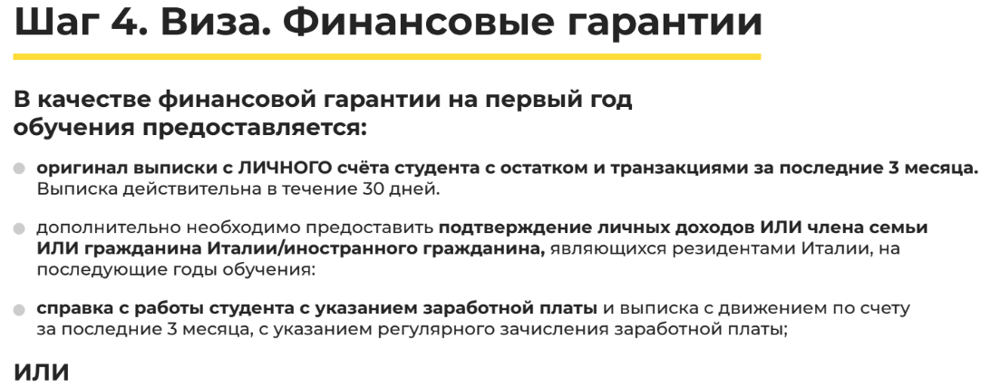 Шаг 4. Виза. Финансовые гарантии
В качестве финансовой гарантии на первый год
обучения предоставляется:
оригинал выписки с ЛИЧНОГО счёта студента с остатком и транзакциями за последние 3 месяца.
Выписка действительна в течение 30 дней.
дополнительно необходимо предоставить подтверждение личных доходов ИЛИ члена семьи
ИЛИ гражданина Италии/иностранного гражданина, являющихся резидентами Италии, на
последующие годы обучения:
справка с работы студента с указанием заработной платы и выписка с движением по счету
за последние 3 месяца, с указанием регулярного зачисления заработной платы;
ИЛИ